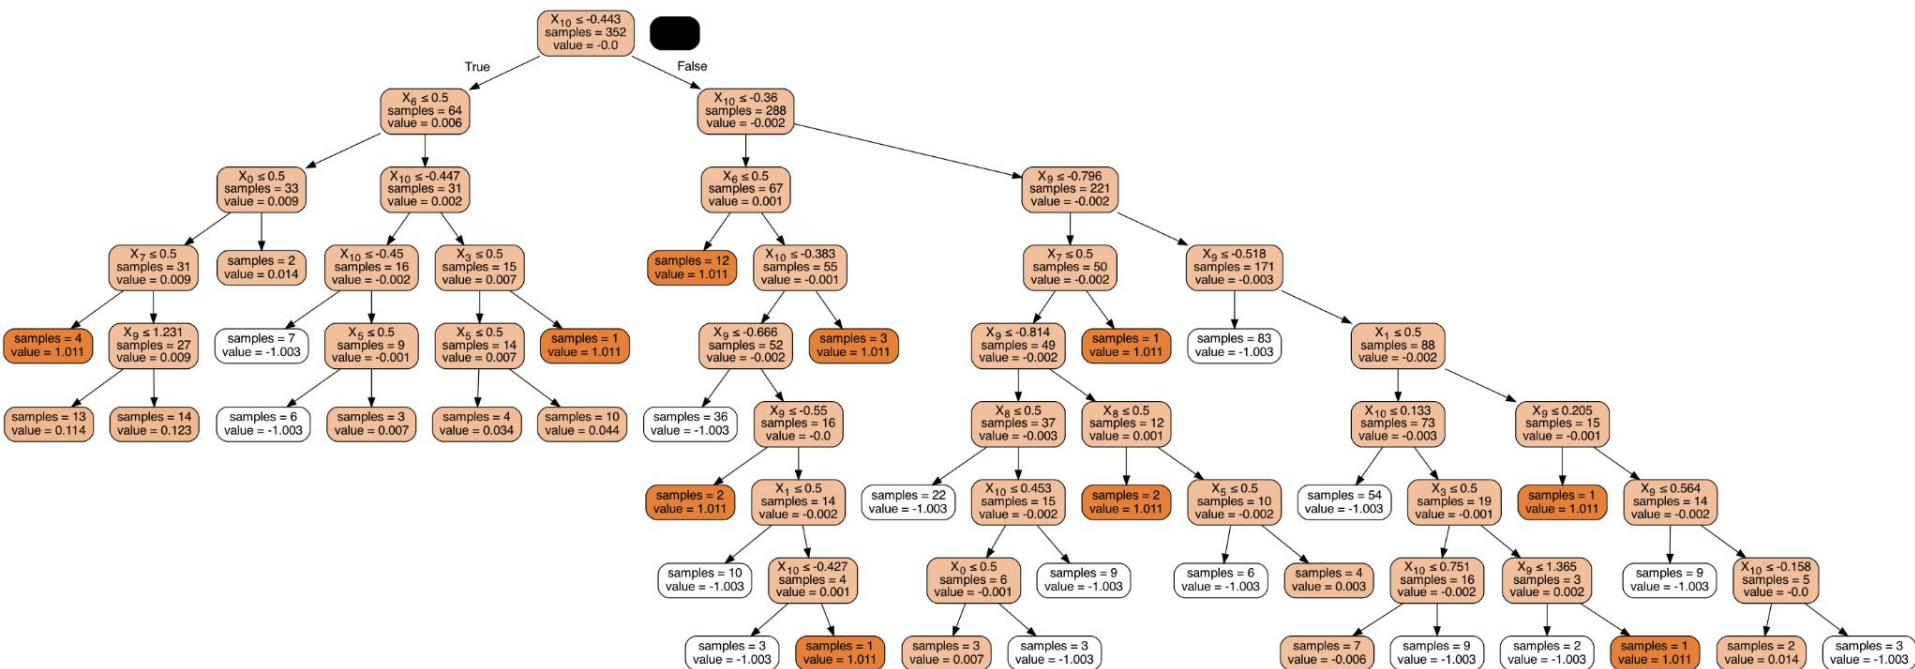 X10 ≤ -0.443
samples = 352
value = -0.0
True
False
X6 ≤ 0.5
samples = 64
value = 0.006
X10 ≤ -0.36
samples = 288
value = -0.002
X0 ≤ 0.5
samples = 33
value = 0.009
X10 ≤ -0.447
samples = 31
value = 0.002
X6 ≤ 0.5
samples = 67
value = 0.001
X9 ≤ -0.796
samples = 221
value = -0.002
X7 ≤ 0.5
samples = 31
value = 0.009
samples = 2
value = 0.014
X10 ≤ -0.45
samples = 16
value = -0.002
X3 ≤ 0.5
samples = 15
value = 0.007
samples = 12
value = 1.011
X10 ≤ -0.383
samples = 55
value = -0.001
X7 ≤ 0.5
samples = 50
value = -0.002
X9 ≤ -0.518
samples = 171
value = -0.003
samples = 4
value = 1.011
X9 ≤ 1.231
samples = 27
value = 0.009
samples = 7
value = -1.003
X5 ≤ 0.5
samples = 9
value = -0.001
X5 ≤ 0.5
samples = 14
value = 0.007
samples = 1
value = 1.011
X9 ≤ -0.666
samples = 52
value = -0.002
samples = 3
value = 1.011
X9 ≤ -0.814
samples = 49
value = -0.002
samples = 1
value = 1.011
samples = 83
value = -1.003
X1 ≤ 0.5
samples = 88
value = -0.002
samples = 13
value = 0.114
samples = 14
value = 0.123
samples = 6
value = -1.003
samples = 3
value = 0.007
samples = 4
value = 0.034
samples = 10
value = 0.044
samples = 36
value = -1.003
X9 ≤ -0.55
samples = 16
value = -0.0
X8 ≤ 0.5
samples = 37
value = -0.003
X8 ≤ 0.5
samples = 12
value = 0.001
X10 ≤ 0.133
samples = 73
value = -0.003
X9 ≤ 0.205
samples = 15
value = -0.001
samples = 2
value = 1.011
X1 ≤ 0.5
samples = 14
value = -0.002
samples = 22
value = -1.003
X10 ≤ 0.453
samples = 15
value = -0.002
samples = 2
value = 1.011
X5 ≤ 0.5
samples = 10
value = -0.002
samples = 54
value = -1.003
X3 ≤ 0.5
samples = 19
value = -0.001
samples = 1
value = 1.011
X9 ≤ 0.564
samples = 14
value = -0.002
samples = 10
value = -1.003
X10 ≤ -0.427
samples = 4
value = 0.001
X0 ≤ 0.5
samples = 6
value = -0.001
samples = 9
value = -1.003
samples = 6
value = -1.003
samples = 4
value = 0.003
X10 ≤ 0.751
samples = 16
value = -0.002
X9 ≤ 1.365
samples = 3
value = 0.002
samples = 9
value = -1.003
X10 ≤ -0.158
samples = 5
value = -0.0
samples = 3
value = -1.003
samples = 1
value = 1.011
samples = 3
value = 0.007
samples = 3
value = -1.003
samples = 7
value = -0.006
samples = 9
value = -1.003
samples = 2
value = -1.003
samples = 1
value = 1.011
samples = 2
value = 0.014
samples = 3
value = -1.003